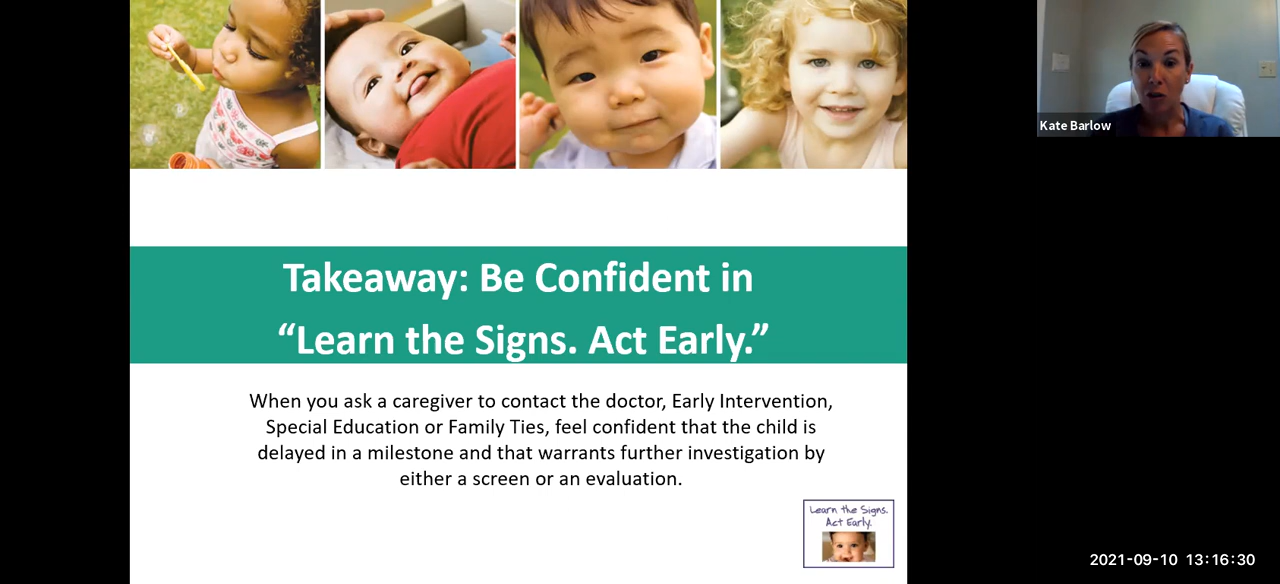 Kate Barlow
Takeaway: Be Confident in
“Learn the Signs. Act Early.”
When you ask a caregiver to contact the doctor, Early Intervention,
Special Education or Family Ties, feel confident that the child is
delayed in a milestone and that warrants further investigation by
either a screen or an evaluation.
Learn the Signs.
Act Early.
2021-09-10 13:16:30